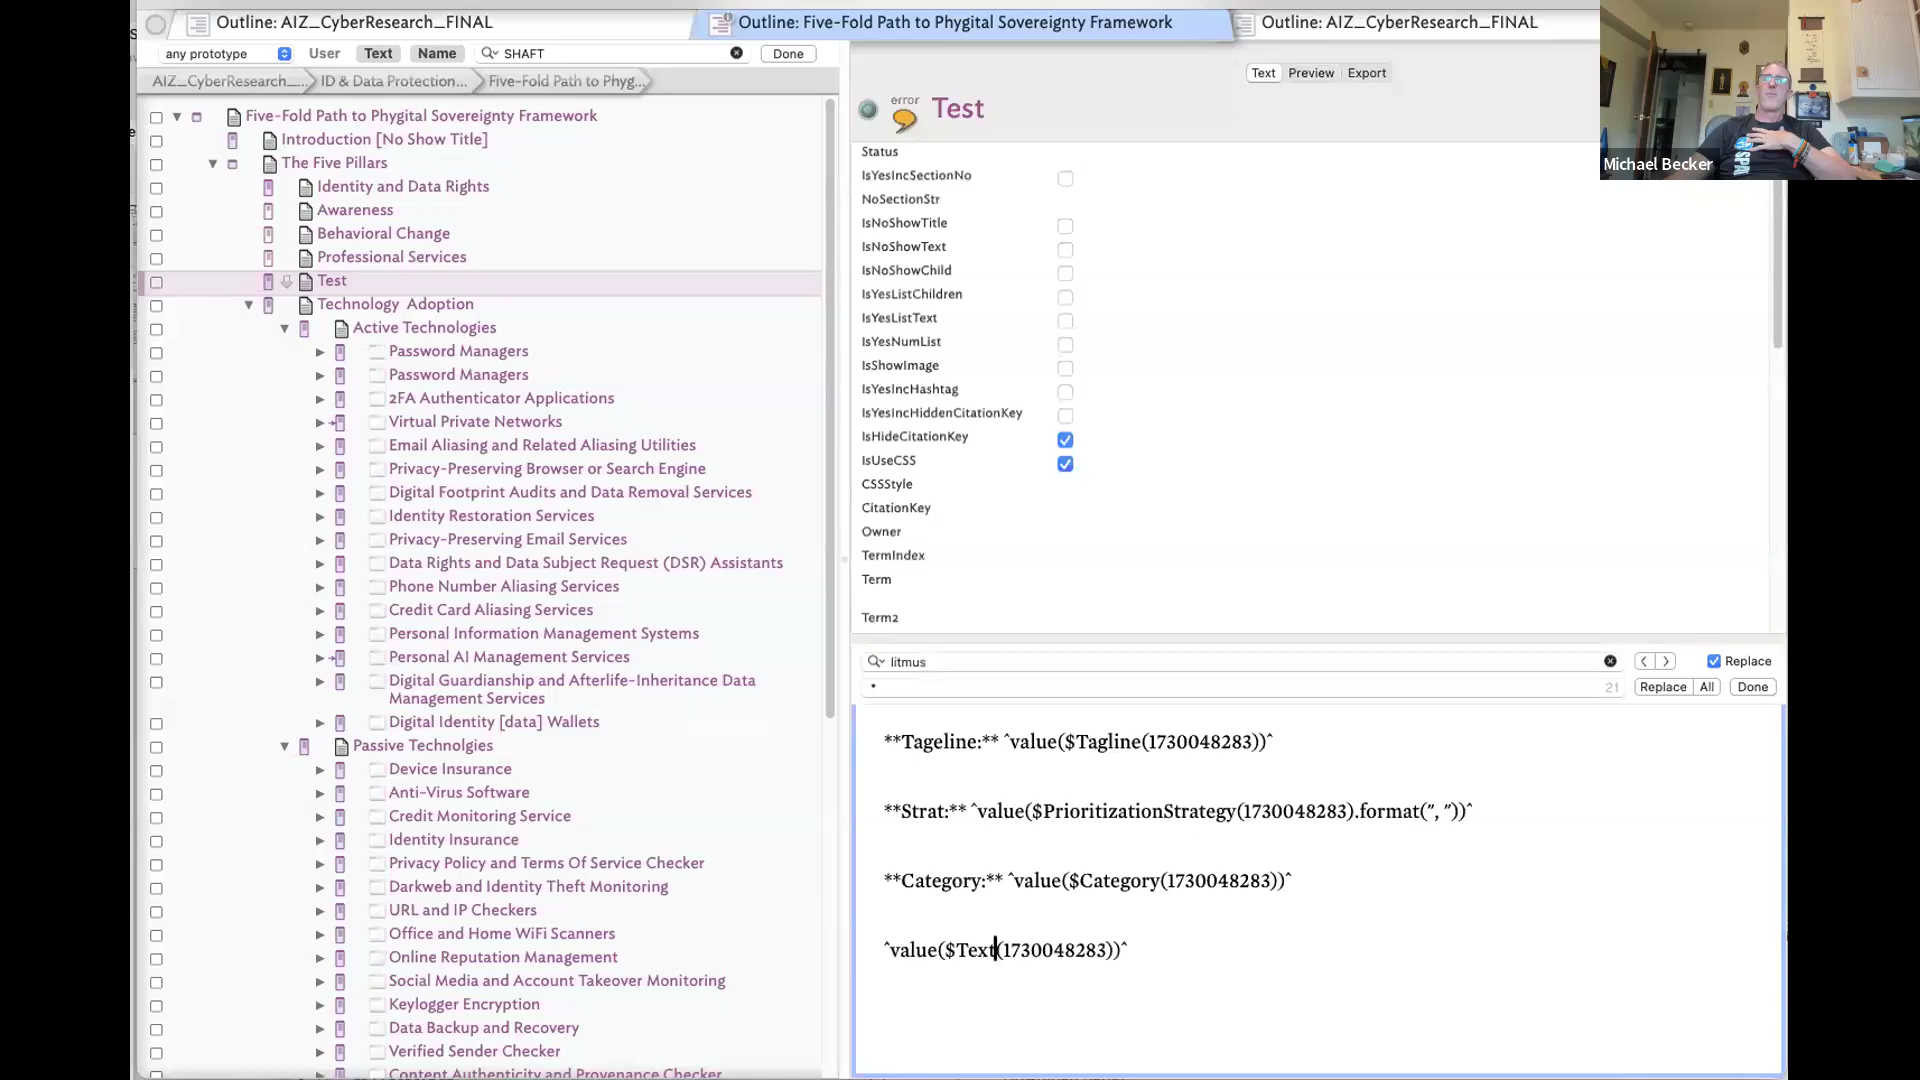 Outline: AIZ_CyberResearch_FINAL
Outline: Five-Fold Path to Phygital Sovereignty Framework
Outline: AIZ_CyberResearch_FINAL
any prototype
User
Text
Name
SHAFT
Done
AIZ_CyberResearch_...
ID & Data Protection...
Five-Fold Path to Phyg...
Five-Fold Path to Phygital Sovereignty Framework
Introduction [No Show Title]
The Five Pillars
Identity and Data Rights
Awareness
Behavioral Change
Professional Services
Test
Technology Adoption
Active Technologies
Password Managers
Password Managers
2FA Authenticator Applications
Virtual Private Networks
Email Aliasing and Related Aliasing Utilities
Privacy-Preserving Browser or Search Engine
Digital Footprint Audits and Data Removal Services
Identity Restoration Services
Privacy-Preserving Email Services
Data Rights and Data Subject Request (DSR) Assistants
Phone Number Aliasing Services
Credit Card Aliasing Services
Personal Information Management Systems
Personal AI Management Services
Digital Guardianship and Afterlife-Inheritance Data
Management Services
Digital Identity [data] Wallets
Passive Technolgies
Device Insurance
Anti-Virus Software
Credit Monitoring Service
Identity Insurance
Privacy Policy and Terms Of Service Checker
Darkweb and Identity Theft Monitoring
URL and IP Checkers
Office and Home WiFi Scanners
Online Reputation Management
Social Media and Account Takeover Monitoring
Keylogger Encryption
Data Backup and Recovery
Verified Sender Checker
Content Authenticity and Provenance Checker
Text
Preview
Export
error
Test
Status
IsYesIncSectionNo
NoSectionStr
IsNoShowTitle
IsNoShowText
IsNoShowChild
IsYesListChildren
IsYesListText
IsYesNumList
IsShowImage
IsYesIncHashtag
IsYesIncHiddenCitationKey
IsHideCitationKey
IsUseCSS
CSSStyle
CitationKey
Owner
TermIndex
Term
Term2
litmus
Replace
•
21
Replace
All
Done
**Tageline:** ^value($Tagline(1730048283))^
**Strat:** ^value($PrioritizationStrategy(1730048283).format(", "))^
**Category:** ^value($Category(1730048283))^
^value($Text(1730048283))^
Michael Becker